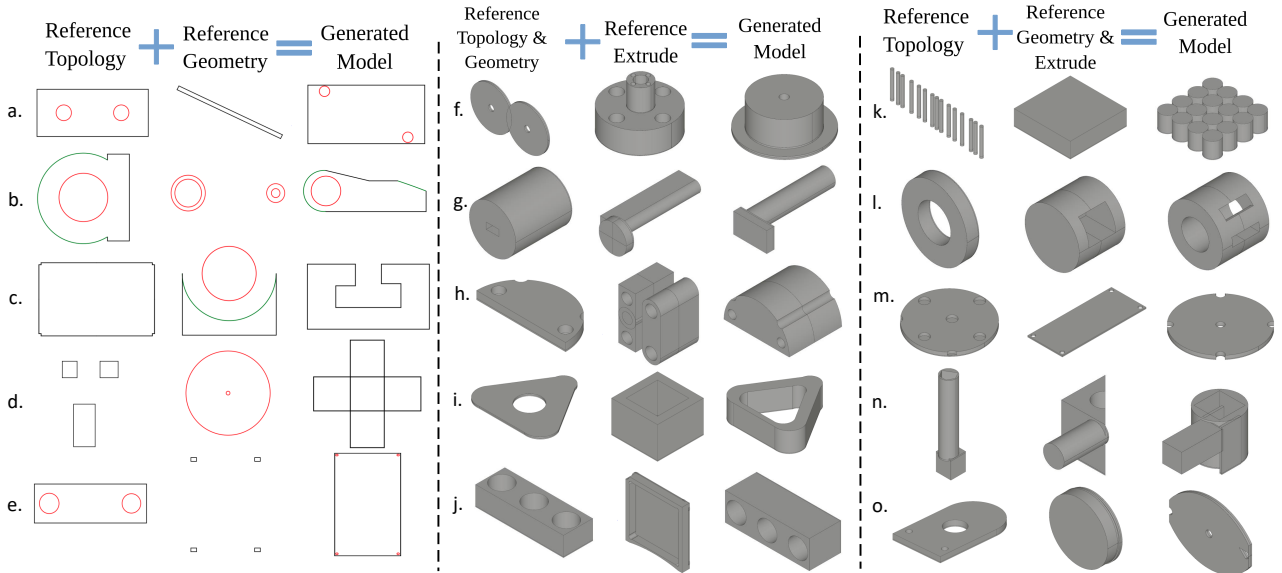 Reference Topology + Reference Geometry = Generated Model
a.
b.
c.
d.
e.
Reference Topology & Geometry + Reference Extrude = Generated Model
f.
g.
h.
i.
j.
Reference Topology + Reference Geometry & Extrude = Generated Model
k.
l.
m.
n.
o.